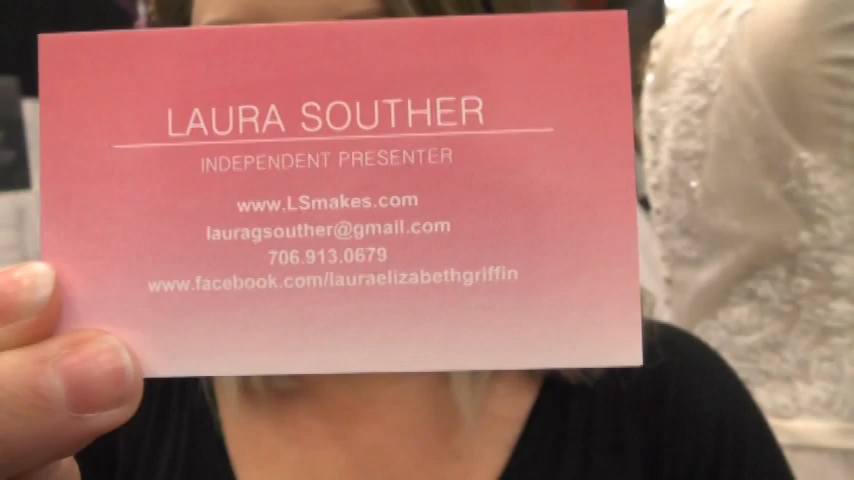 LAURA SOUTHER
INDEPENDENT PRESENTER
www.LSmakes.com
lauragsouther@gmail.com
706.913.0679
www.facebook.com/lauraelizabethgriffin